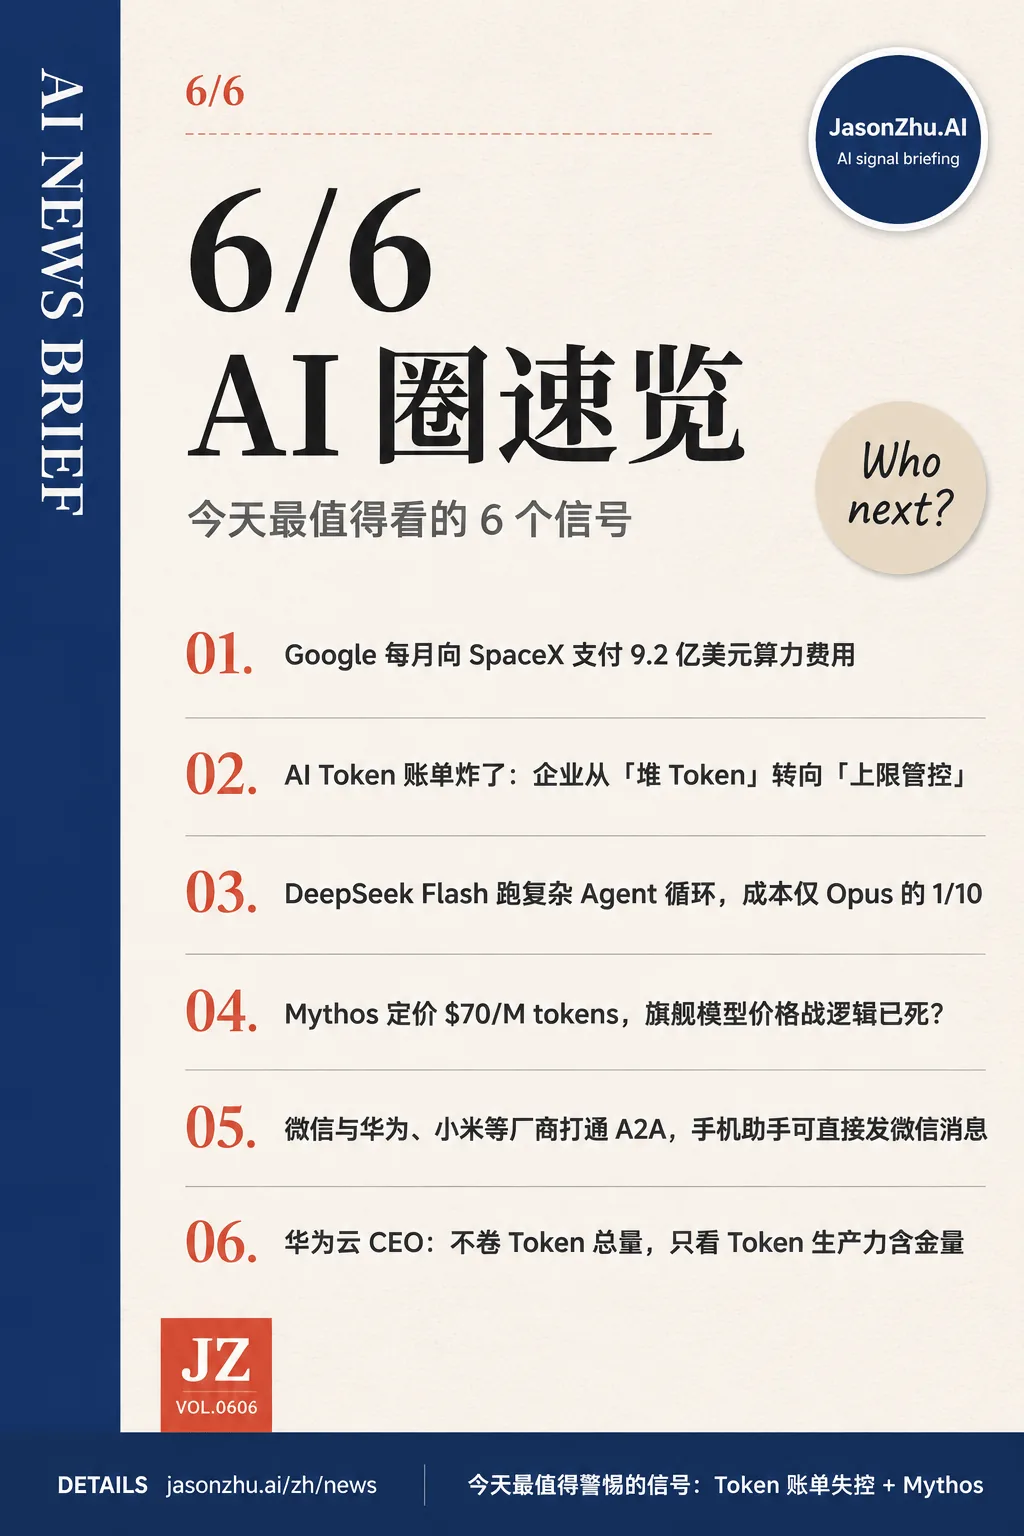 AI NEWS BRIEF
6/6
JasonZhu.AI
AI signal briefing
6/6
AI 圈速览
今天最值得看的 6 个信号
Who
next?
01. Google 每月向 SpaceX 支付 9.2 亿美元算力费用
02. AI Token 账单炸了：企业从「堆 Token」转向「上限管控」
03. DeepSeek Flash 跑复杂 Agent 循环，成本仅 Opus 的 1/10
04. Mythos 定价 $70/M tokens，旗舰模型价格战逻辑已死？
05. 微信与华为、小米等厂商打通 A2A，手机助手可直接发微信消息
06. 华为云 CEO：不卷 Token 总量，只看 Token 生产力含金量
JZ
VOL.0606
DETAILS jasonzhu.ai/zh/news
今天最值得警惕的信号：Token 账单失控 + Mythos